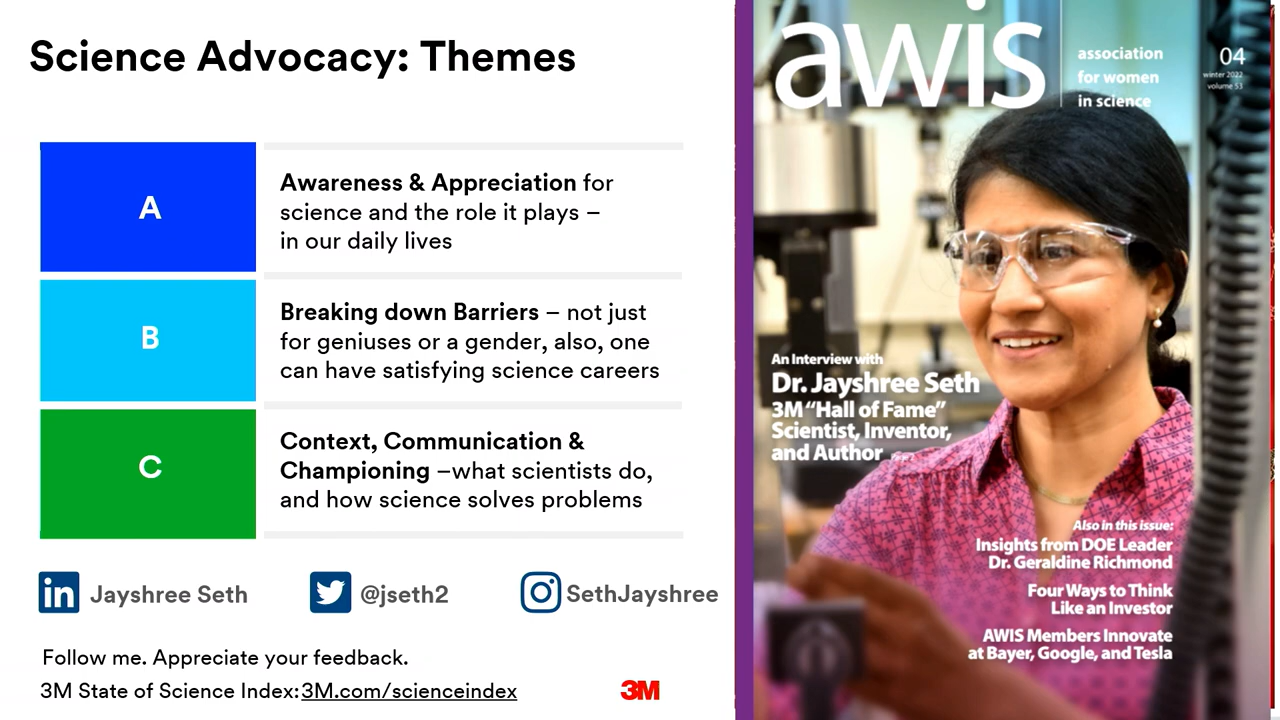 Science Advocacy: Themes
A
Awareness & Appreciation for
science and the role it plays –
in our daily lives
B
Breaking down Barriers – not just
for geniuses or a gender, also, one
can have satisfying science careers
C
Context, Communication &
Championing –what scientists do,
and how science solves problems
in Jayshree Seth
@jseth2
SethJayshree
Follow me. Appreciate your feedback.
3M State of Science Index: 3M.com/scienceindex
3M
awis
association
for women
in science
04
winter 2022
volume 53
An Interview with
Dr. Jayshree Seth
3M “Hall of Fame”
Scientist, Inventor,
and Author
Also in this issue:
Insights from DOE Leader
Dr. Geraldine Richmond
Four Ways to Think
Like an Investor
AWIS Members Innovate
at Bayer, Google, and Tesla